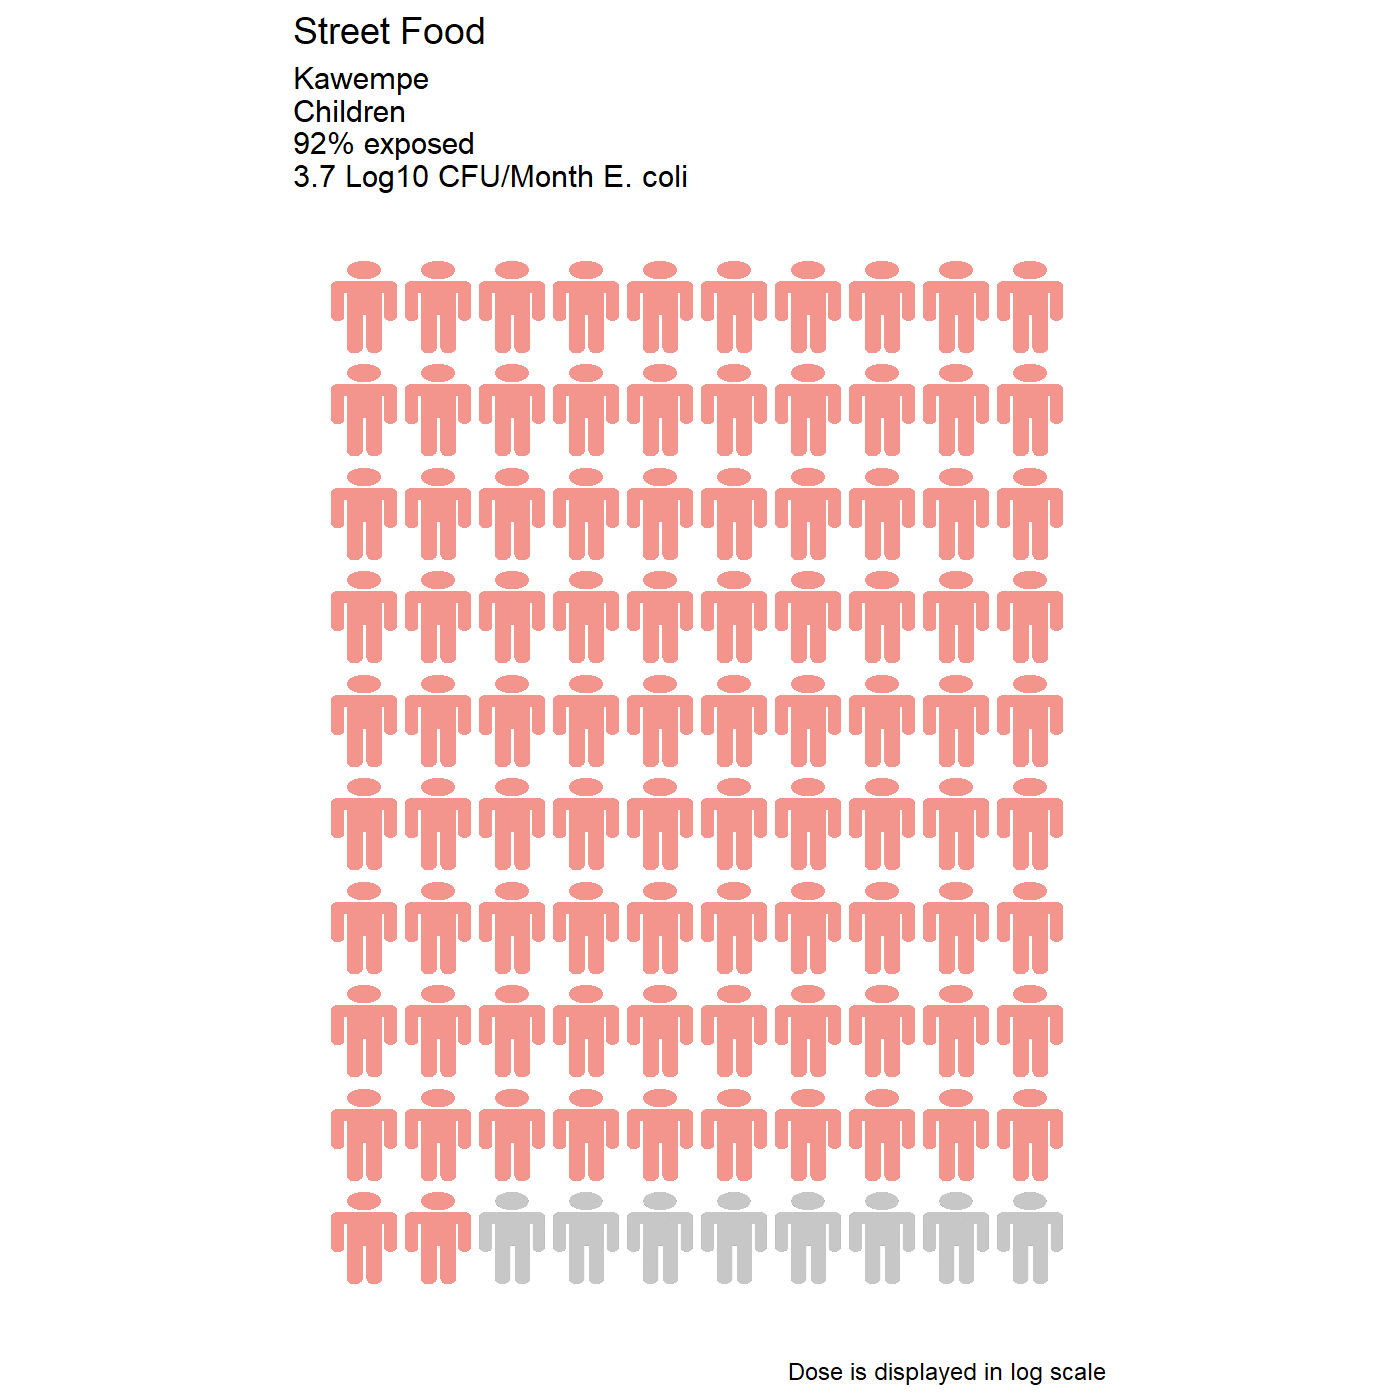 Street Food
Kawempe
Children
92% exposed
3.7 Log10 CFU/Month E. coli
Dose is displayed in log scale